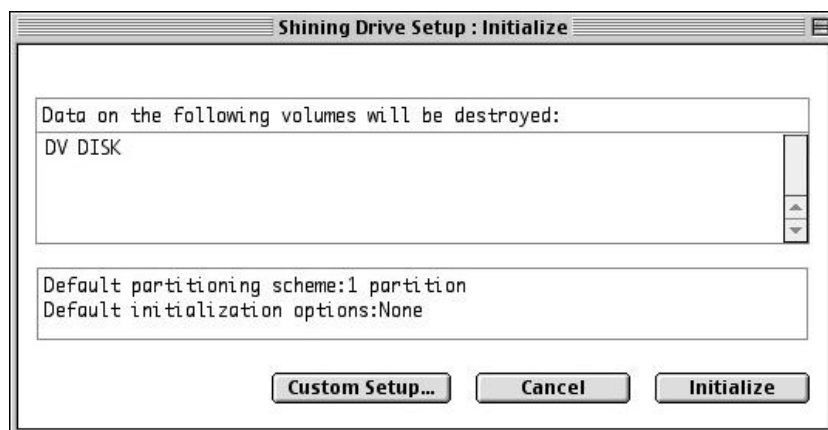 Shining Drive Setup : Initialize
Data on the following volumes will be destroyed:
DV DISK
Default partitioning scheme:1 partition
Default initialization options:None
Custom Setup... Cancel Initialize